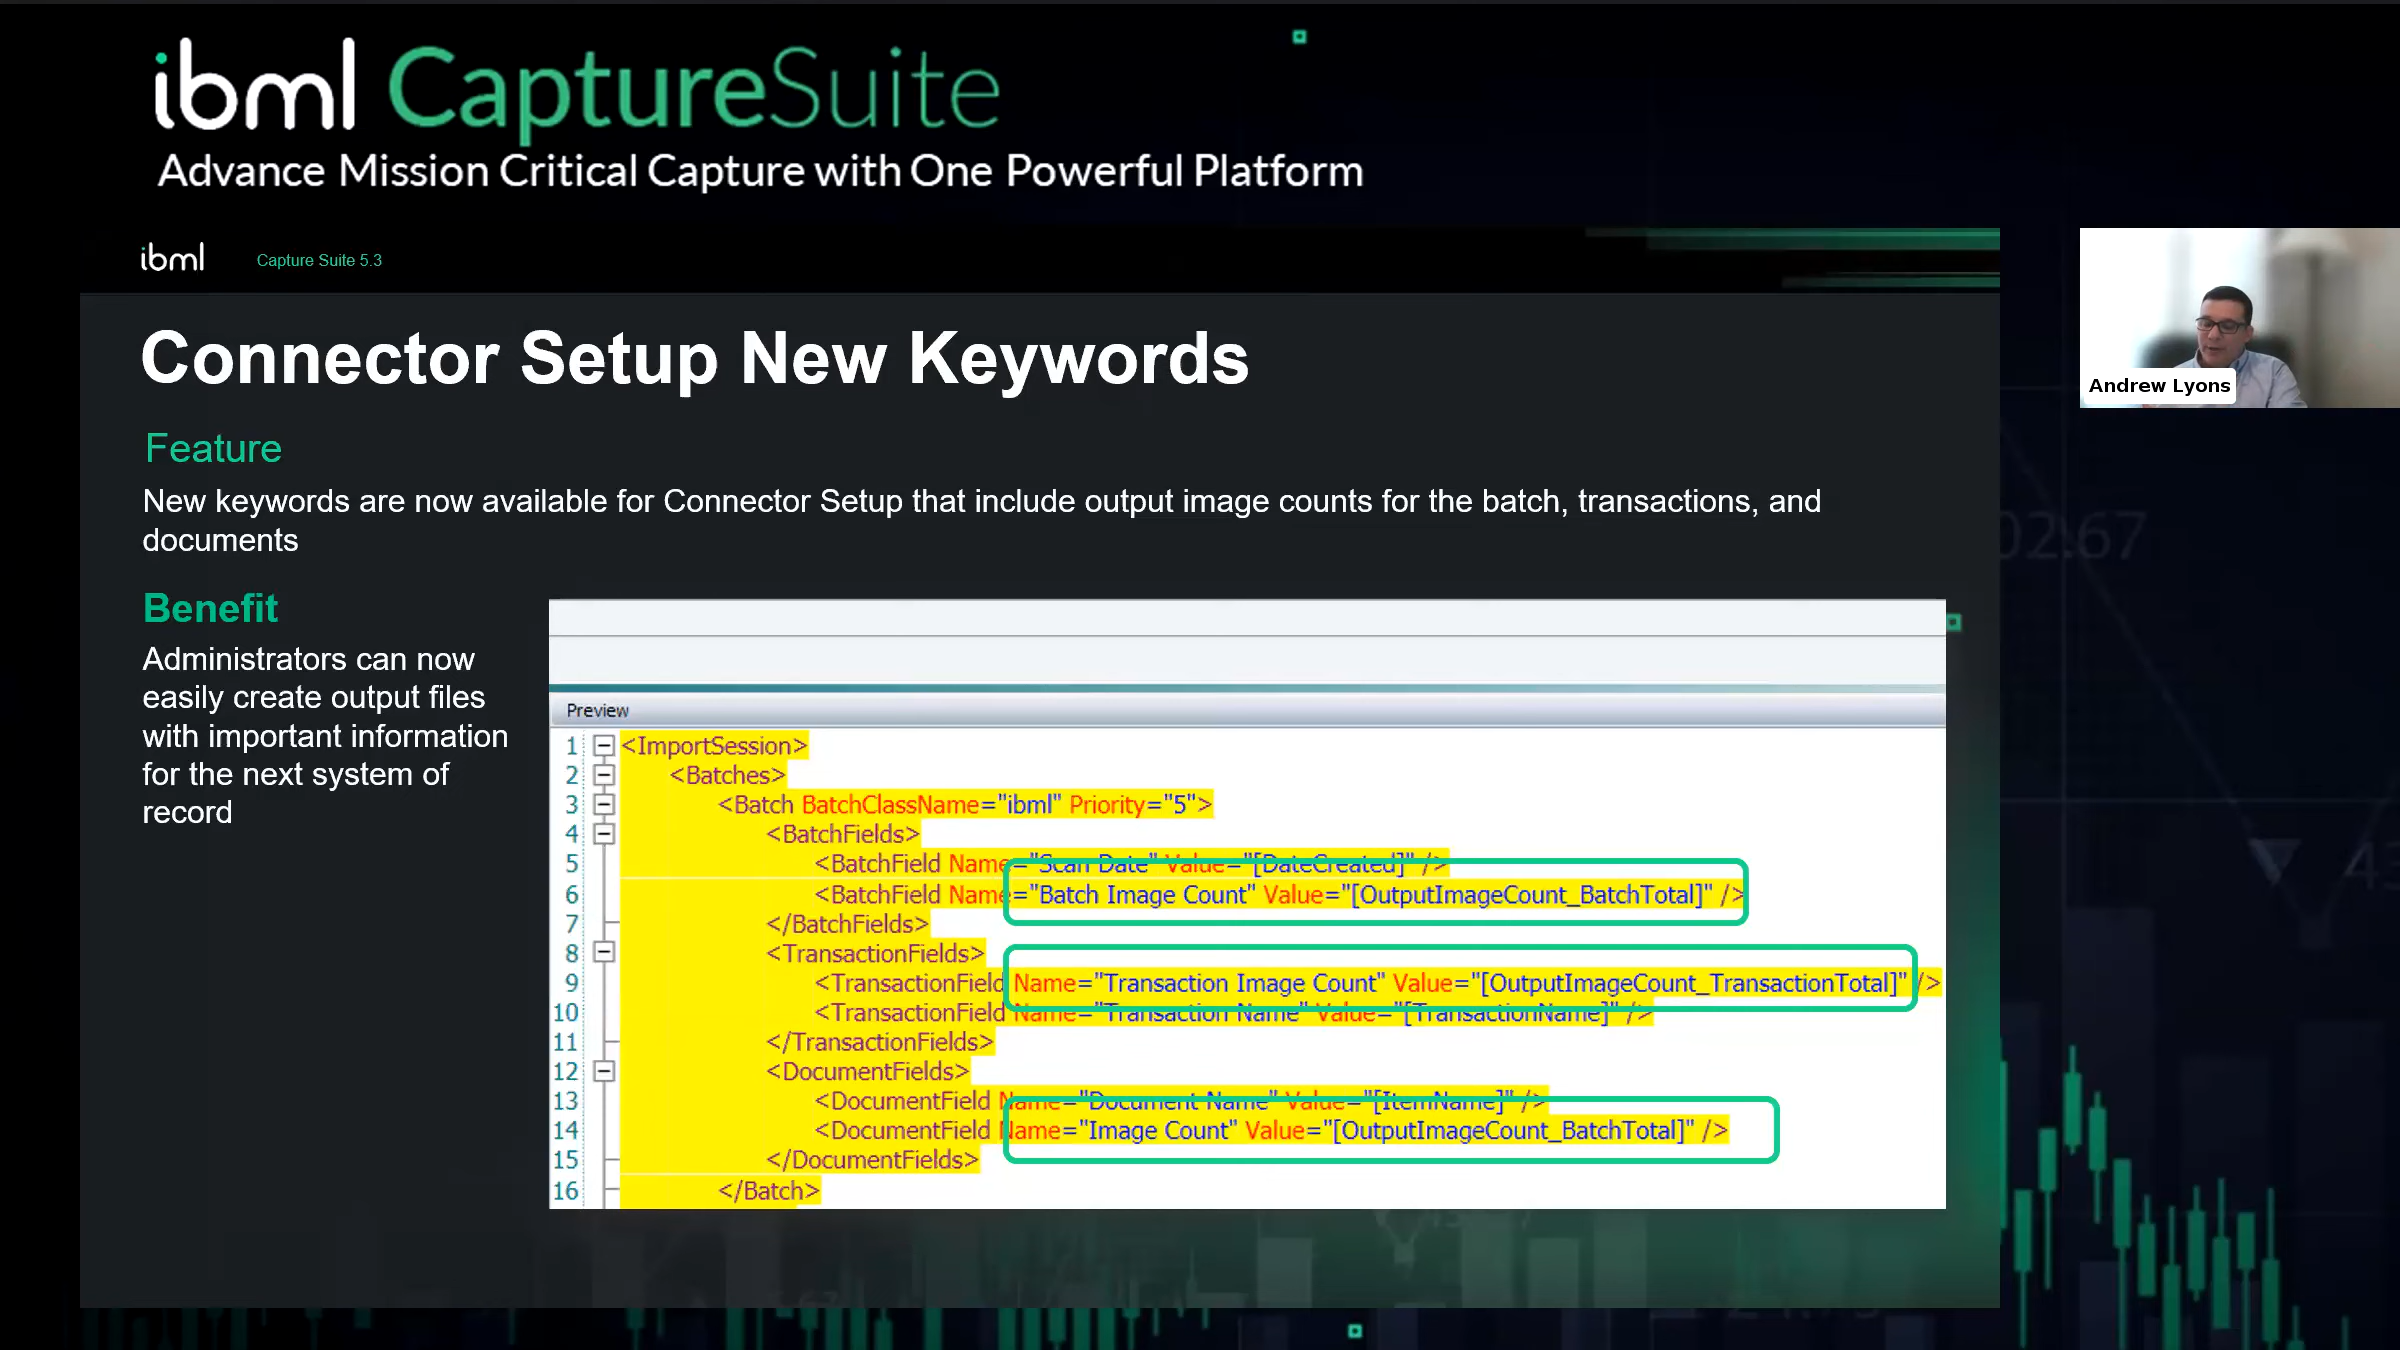 ibml CaptureSuite
Advance Mission Critical Capture with One Powerful Platform
ibml Capture Suite 5.3
Connector Setup New Keywords
Feature
New keywords are now available for Connector Setup that include output image counts for the batch, transactions, and
documents
Benefit
Administrators can now
easily create output files
with important information
for the next system of
record
Preview
1 <ImportSession>
2 <Batches>
3 <Batch BatchClassName="ibml" Priority="5">
4 <BatchFields>
5 <BatchField Name="Scan Date" Value="[DateCreated]" />
6 <BatchField Name="Batch Image Count" Value="[OutputImageCount_BatchTotal]" />
7 </BatchFields>
8 <TransactionFields>
9 <TransactionField Name="Transaction Image Count" Value="[OutputImageCount_TransactionTotal]" />
10 <TransactionField Name="Transaction Name" Value="[TransactionName]" />
11 </TransactionFields>
12 <DocumentFields>
13 <DocumentField Name="Document Name" Value="[ItemName]" />
14 <DocumentField Name="Image Count" Value="[OutputImageCount_BatchTotal]" />
15 </DocumentFields>
16 </Batch>
Andrew Lyons
02.67